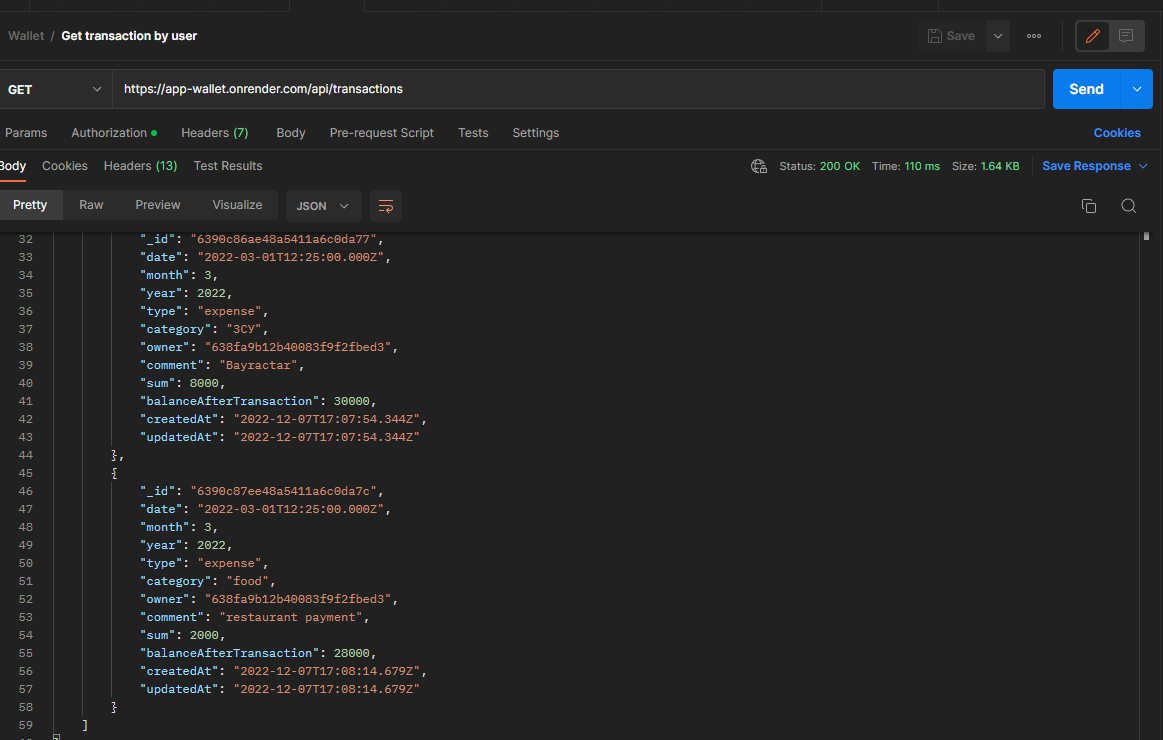 Wallet / Get transaction by user
Save
GET https://app-wallet.onrender.com/api/transactions Send
Params Authorization Headers (7) Body Pre-request Script Tests Settings Cookies
Body Cookies Headers (13) Test Results Status: 200 OK Time: 110 ms Size: 1.64 KB Save Response
Pretty Raw Preview Visualize JSON
32 "_id": "6390c86ae48a5411a6c0da77",
33 "date": "2022-03-01T12:25:00.000Z",
34 "month": 3,
35 "year": 2022,
36 "type": "expense",
37 "category": "ЗСУ",
38 "owner": "638fa9b12b40083f9f2fbed3",
39 "comment": "Bayractar",
40 "sum": 8000,
41 "balanceAfterTransaction": 30000,
42 "createdAt": "2022-12-07T17:07:54.344Z",
43 "updatedAt": "2022-12-07T17:07:54.344Z"
44 },
45 {
46 "_id": "6390c87ee48a5411a6c0da7c",
47 "date": "2022-03-01T12:25:00.000Z",
48 "month": 3,
49 "year": 2022,
50 "type": "expense",
51 "category": "food",
52 "owner": "638fa9b12b40083f9f2fbed3",
53 "comment": "restaurant payment",
54 "sum": 2000,
55 "balanceAfterTransaction": 28000,
56 "createdAt": "2022-12-07T17:08:14.679Z",
57 "updatedAt": "2022-12-07T17:08:14.679Z"
58 }
59 ]